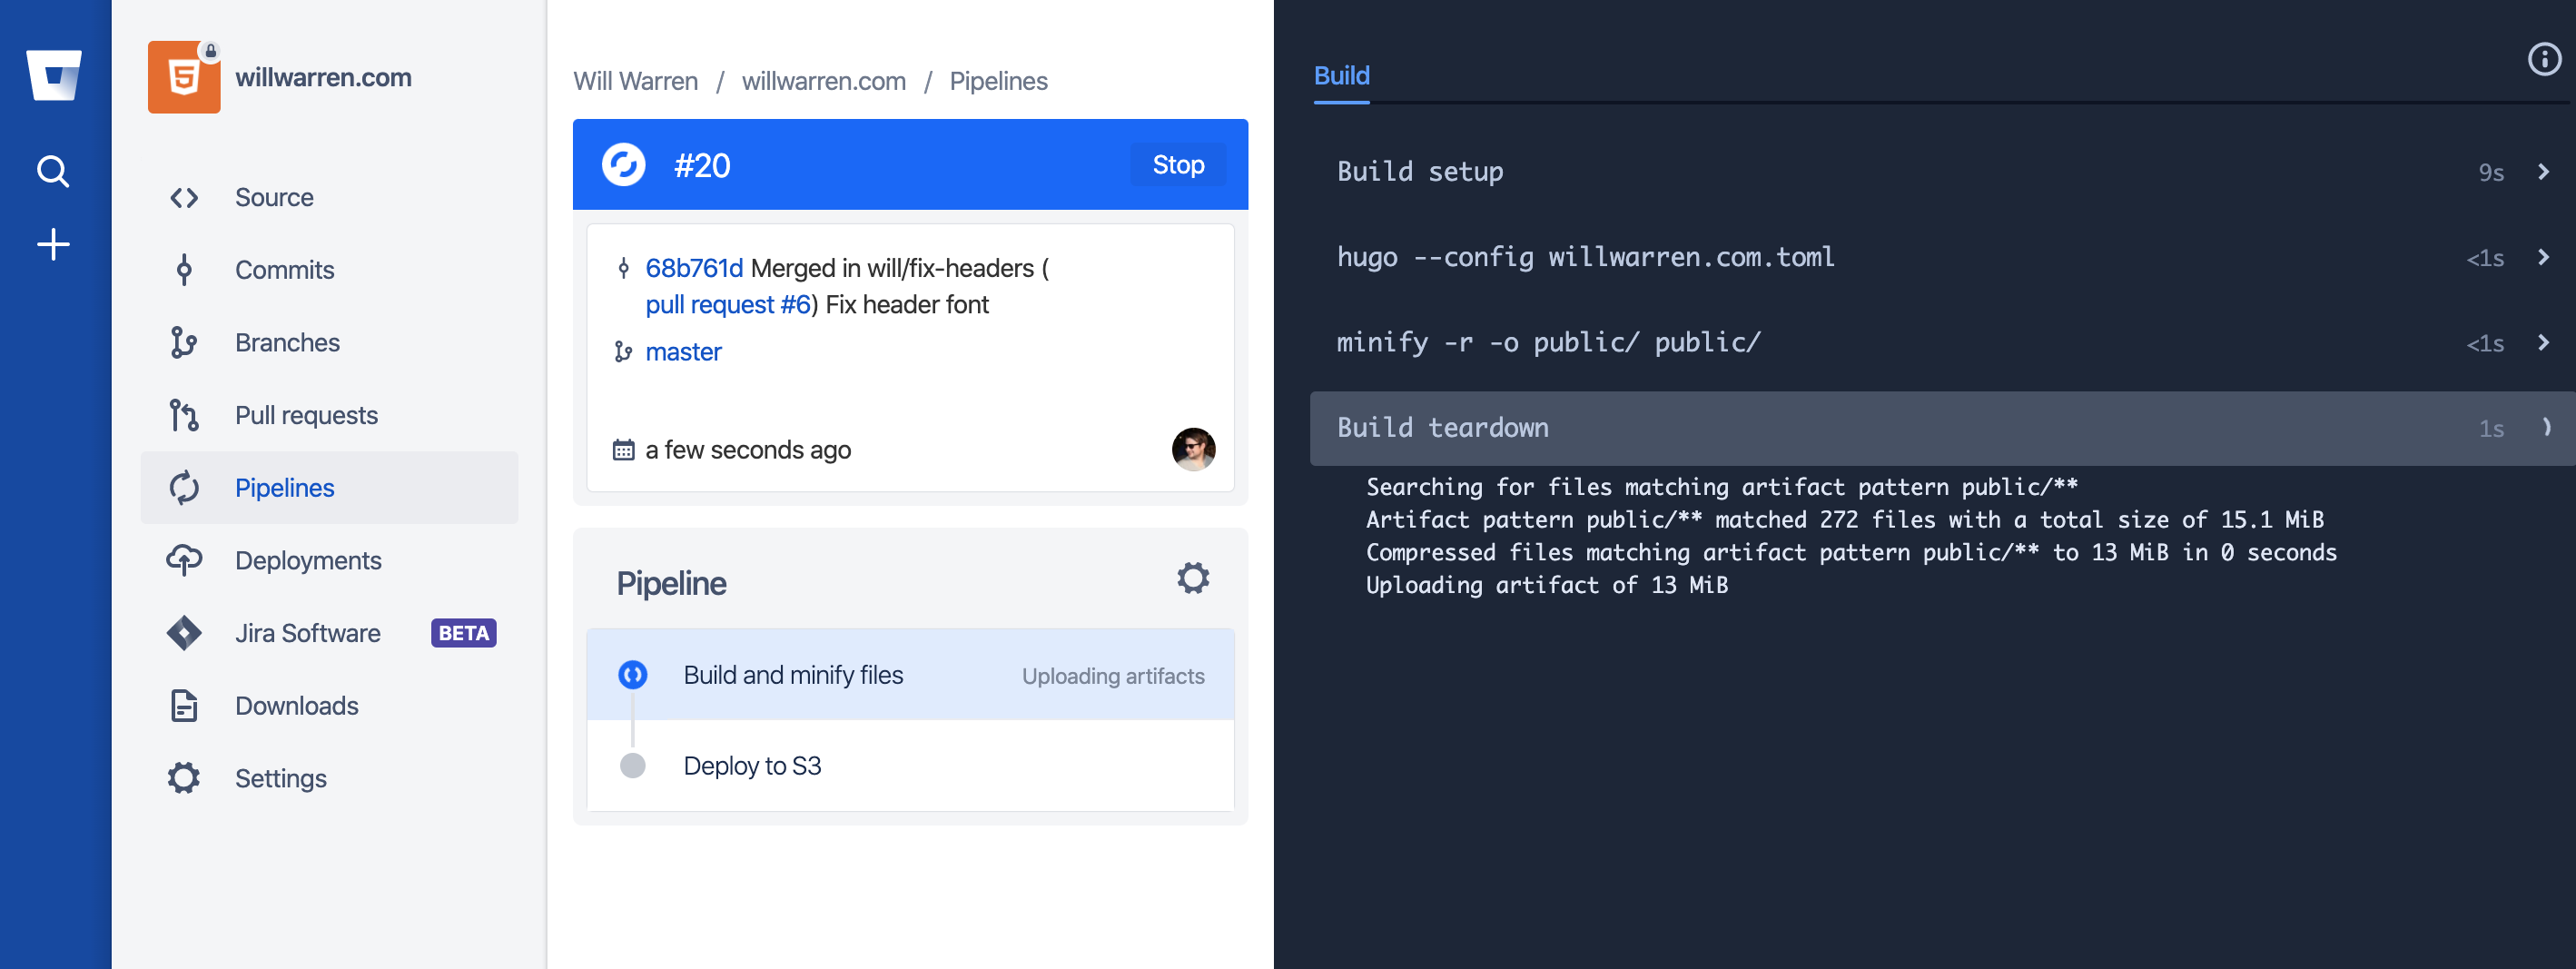 willwarren.com
Source
Commits
Branches
Pull requests
Pipelines
Deployments
Jira Software BETA
Downloads
Settings
Will Warren / willwarren.com / Pipelines
#20 Stop
68b761d Merged in will/fix-headers (
pull request #6) Fix header font
master
a few seconds ago
Pipeline
Build and minify files Uploading artifacts
Deploy to S3
Build
Build setup 9s
hugo --config willwarren.com.toml <1s
minify -r -o public/ public/ <1s
Build teardown 1s
Searching for files matching artifact pattern public/**
Artifact pattern public/** matched 272 files with a total size of 15.1 MiB
Compressed files matching artifact pattern public/** to 13 MiB in 0 seconds
Uploading artifact of 13 MiB